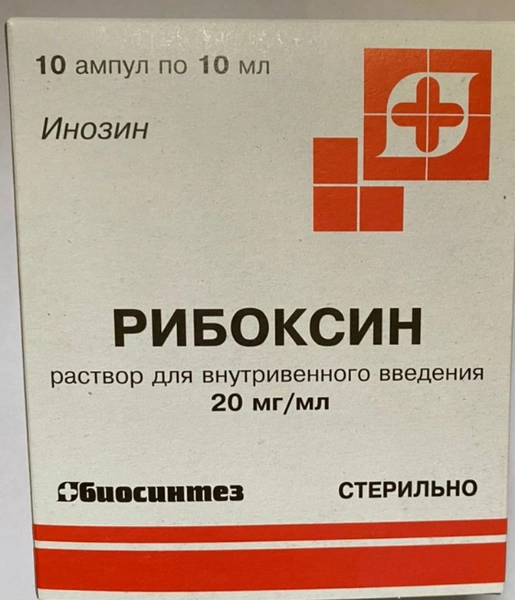 10 ампул по 10 мл
Инозин
РИБОКСИН
раствор для внутривенного введения
20 мг/мл
биосинтез
СТЕРИЛЬНО